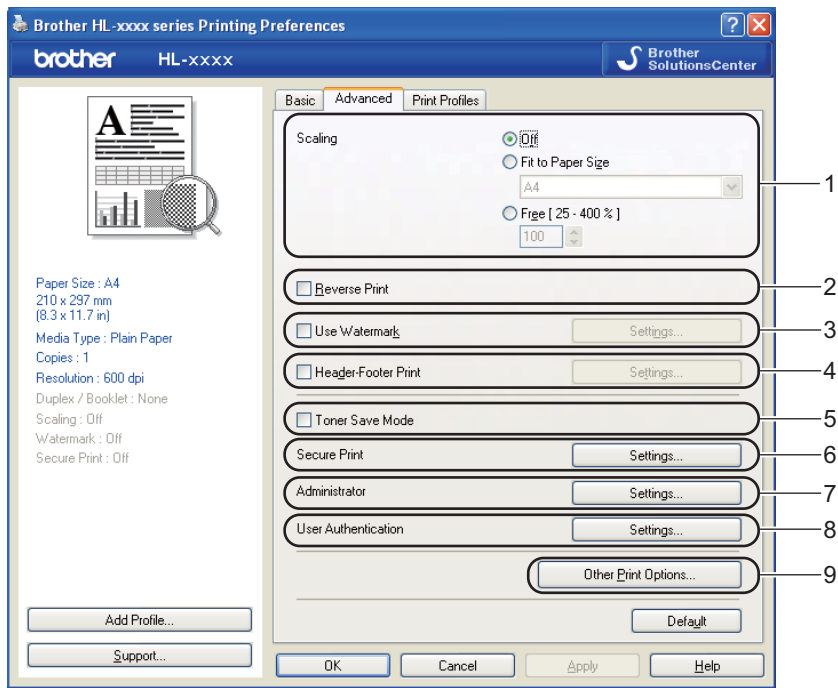 Brother HL-xxxx series Printing Preferences
brother HL-xxxx
Brother
SolutionsCenter
Basic Advanced Print Profiles
A
Scaling
Off
Fit to Paper Size
A4
Free [ 25 - 400 % ]
100
1
Paper Size : A4
210 x 297 mm
(8.3 x 11.7 in)
Media Type : Plain Paper
Copies : 1
Resolution : 600 dpi
Duplex / Booklet : None
Scaling : Off
Watermark : Off
Secure Print : Off
Reverse Print
2
Use Watermark Settings...
3
Header-Footer Print Settings...
4
Toner Save Mode
5
Secure Print Settings...
6
Administrator Settings...
7
User Authentication Settings...
8
Other Print Options...
9
Add Profile...
Support...
Default
OK Cancel Apply Help